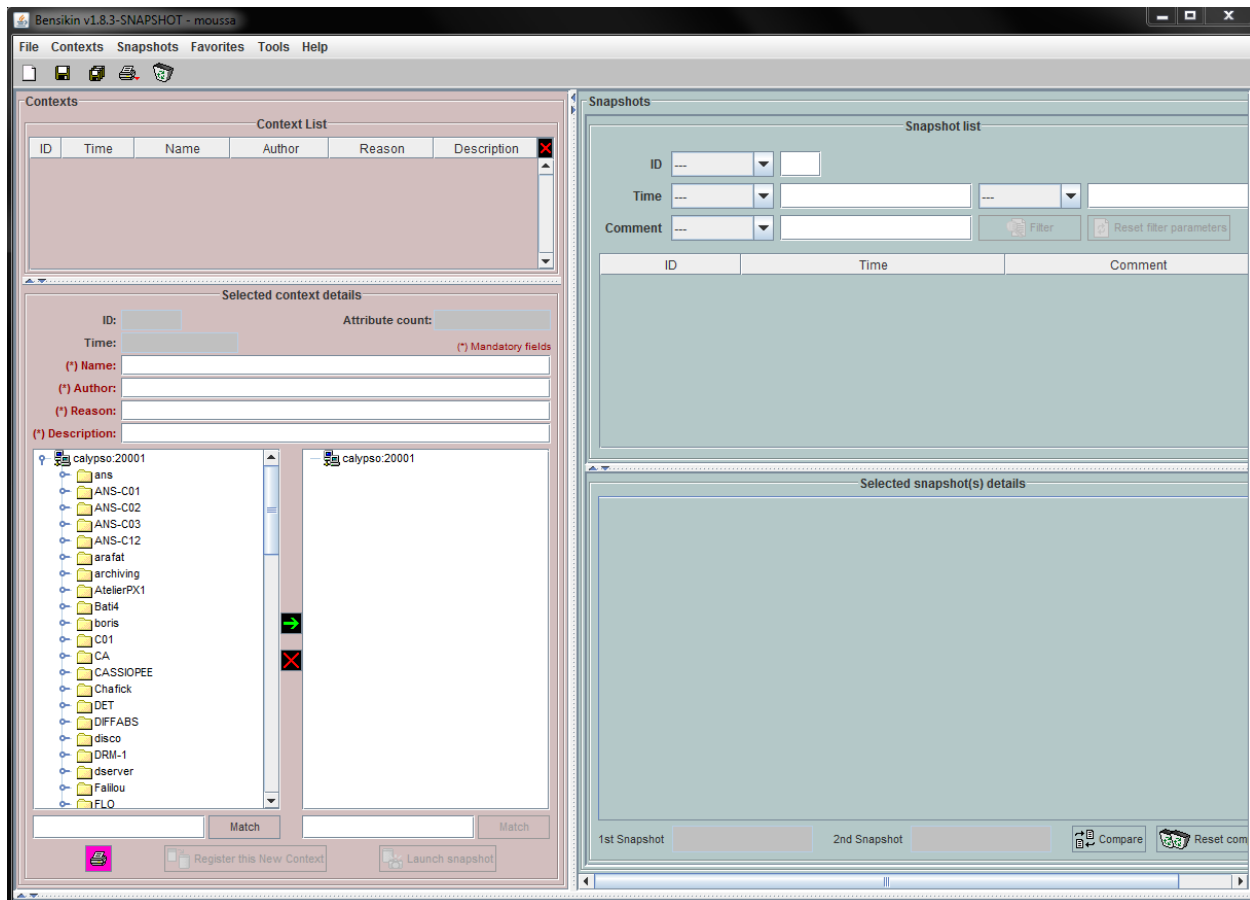 Bensikin v1.8.3-SNAPSHOT - moussa
File Contexts Snapshots Favorites Tools Help
Contexts
Context List
ID Time Name Author Reason Description
Selected context details
ID: Attribute count:
Time: (*) Mandatory fields
(*) Name:
(*) Author:
(*) Reason:
(*) Description:
calypso:20001
ans
ANS-C01
ANS-C02
ANS-C03
ANS-C12
arafat
archiving
AtelierPX1
Bati4
boris
C01
CA
CASSIOPEE
Chafick
DET
DIFFABS
disco
DRM-1
dserver
Falilou
FLO
calypso:20001
Match Match
Register this New Context Launch snapshot
Snapshots
Snapshot list
ID ---
Time --- ---
Comment --- Filter Reset filter parameters
ID Time Comment
Selected snapshot(s) details
1st Snapshot 2nd Snapshot Compare Reset com